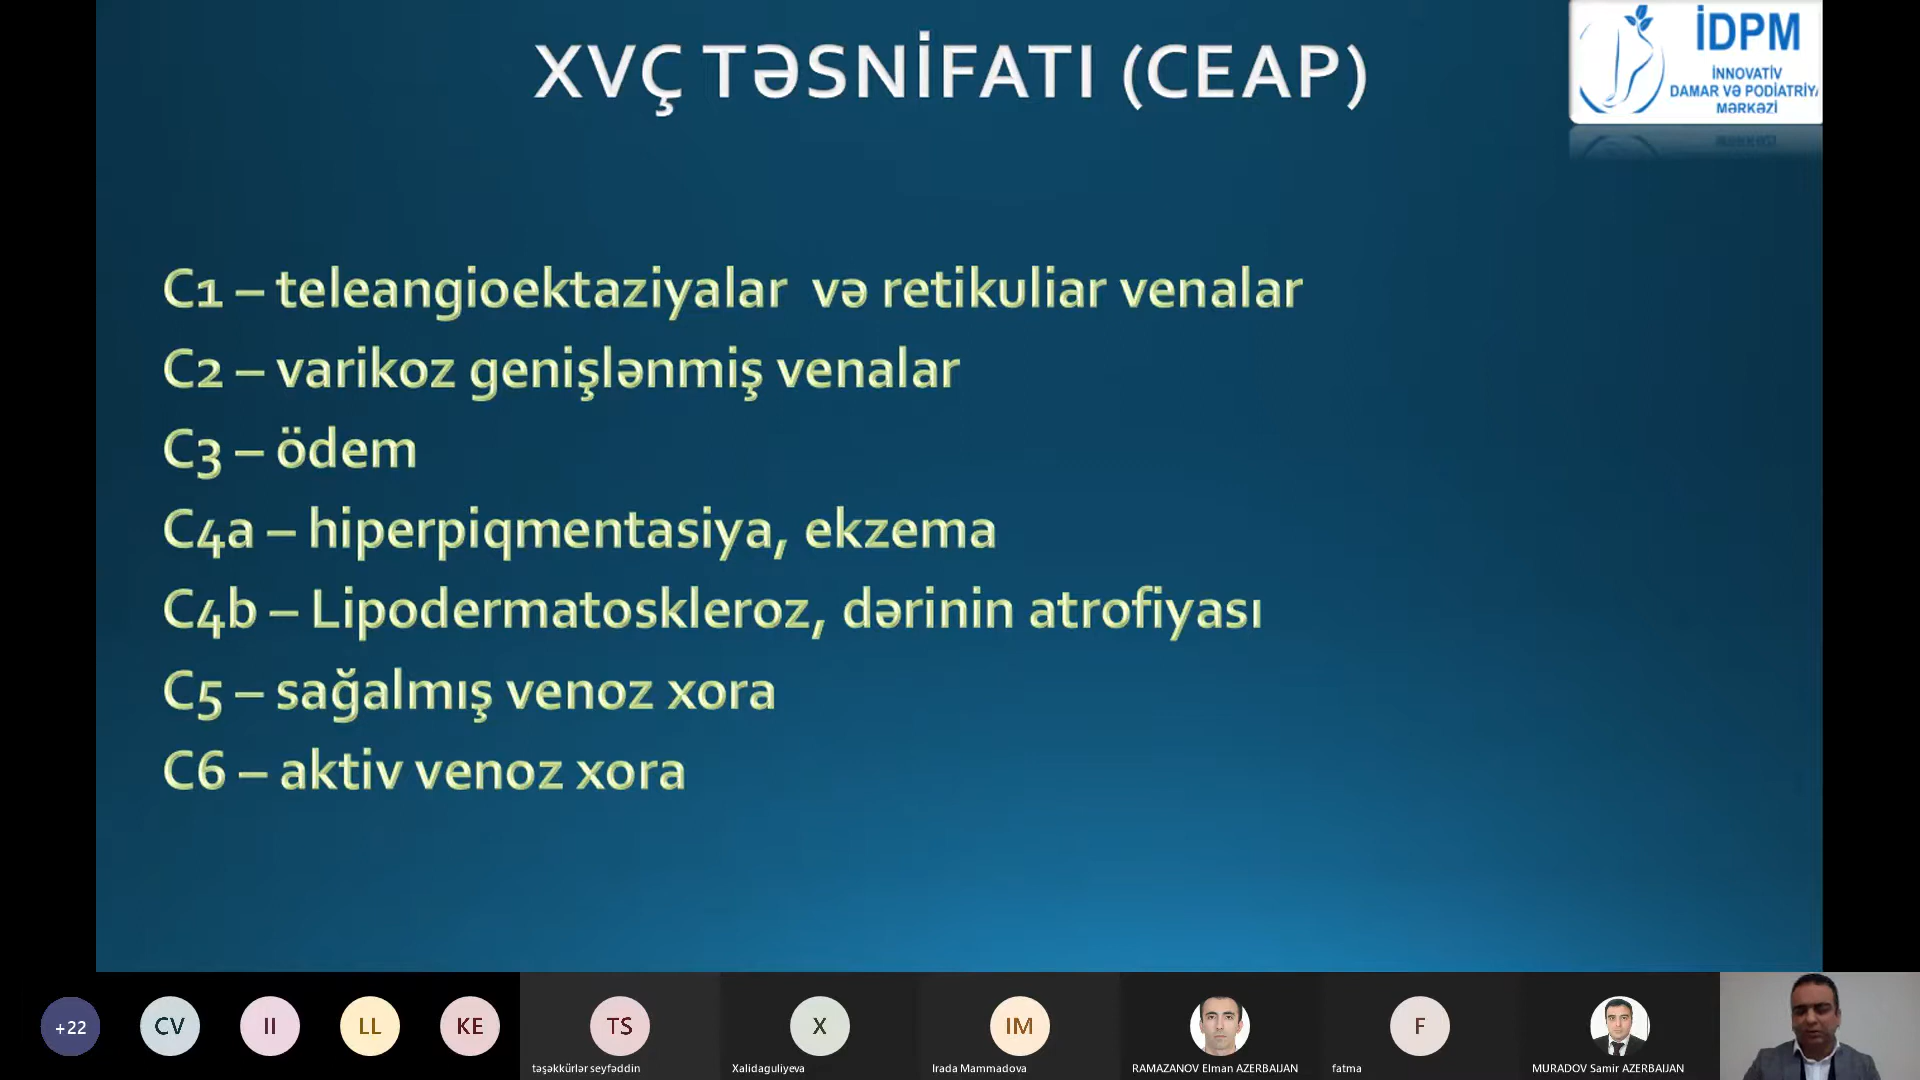 XVÇ TƏSNİFATI (CEAP)
İDPM
İNNOVATİV
DAMAR VƏ PODİATRİY
MƏRKƏZİ
C1 – teleangioektaziyalar və retikuliar venalar
C2 – varikoz genişlənmiş venalar
C3 – ödem
C4a – hiperpiqmentasiya, ekzema
C4b – Lipodermatoskleroz, dərinin atrofiyası
C5 – sağalmış venoz xora
C6 – aktiv venoz xora
+22
CV
II
LL
KE
TS
X
IM
F
təşəkkürlər seyfəddin
Xalidaguliyeva
Irada Mammadova
RAMAZANOV Elman AZERBAIJAN
fatma
MURADOV Samir AZERBAIJAN